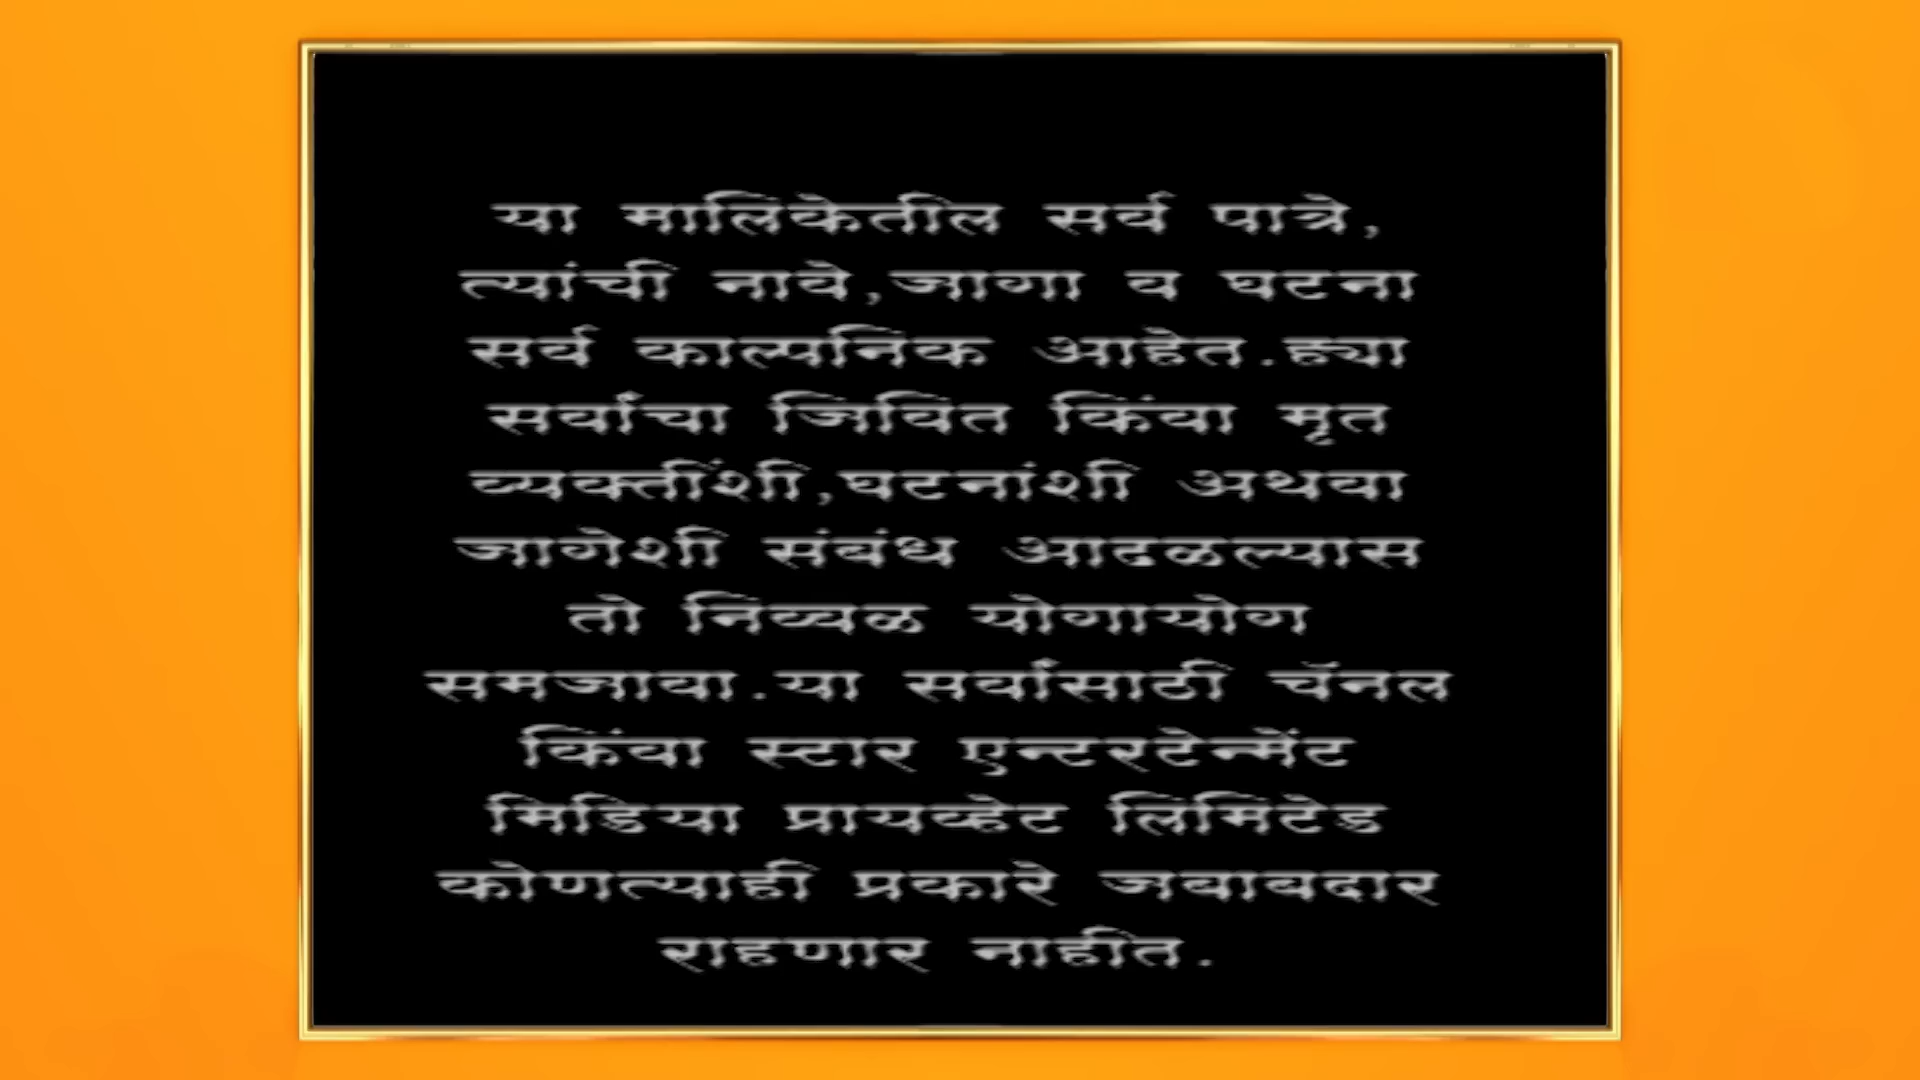 या मालिकेतील सर्व पात्रे,
त्यांची नावे,जागा व घटना
सर्व काल्पनिक आहेत.ह्या
सर्वांचा जिवित किंवा मृत
व्यक्तींशी,घटनांशी अथवा
जागेशी संबंध आढळल्यास
तो निव्वळ योगायोग
समजावा.या सर्वांसाठी चॅनल
किंवा स्टार एन्टरटेन्मेंट
मिडिया प्रायव्हेट लिमिटेड
कोणत्याही प्रकारे जबाबदार
राहणार नाहीत.